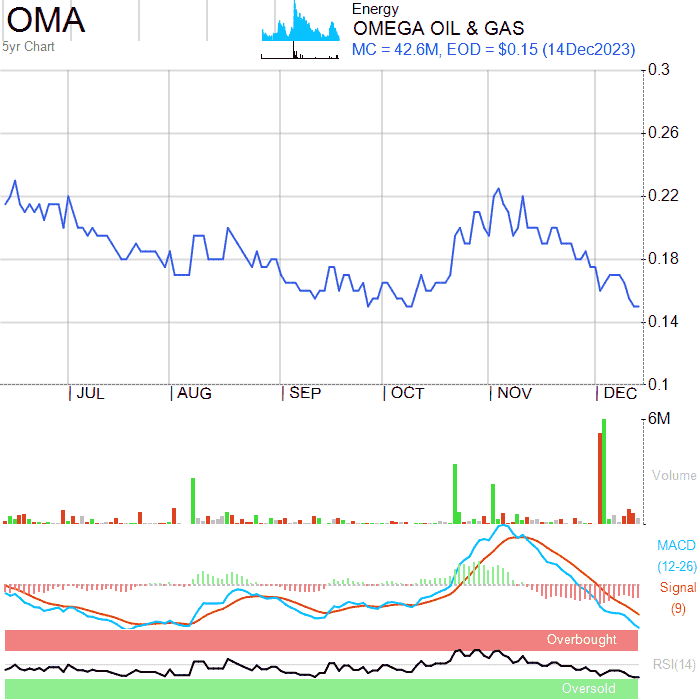 OMA
5yr Chart
Energy
OMEGA OIL & GAS
MC = 42.6M, EOD = $0.15 (14Dec2023)
0.3
0.26
0.22
0.18
0.14
0.1
JUL AUG SEP OCT NOV DEC
6M
Volume
MACD
(12-26)
Signal
(9)
Overbought
RSI(14)
Oversold